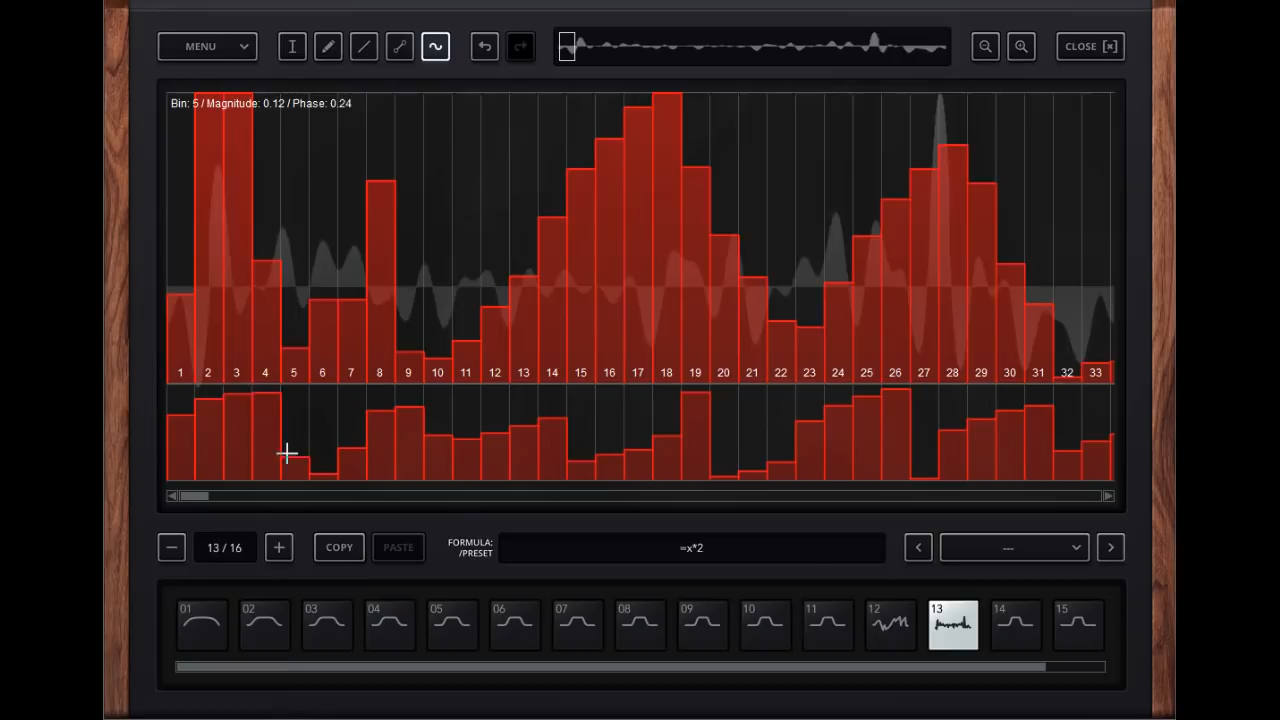 MENU
CLOSE [×]
Bin: 5 / Magnitude: 0.12 / Phase: 0.24
1 2 3 4 5 6 7 8 9 10 11 12 13 14 15 16 17 18 19 20 21 22 23 24 25 26 27 28 29 30 31 32 33
13 / 16
COPY
PASTE
FORMULA:
/PRESET
=x*2
---
01 02 03 04 05 06 07 08 09 10 11 12 13 14 15